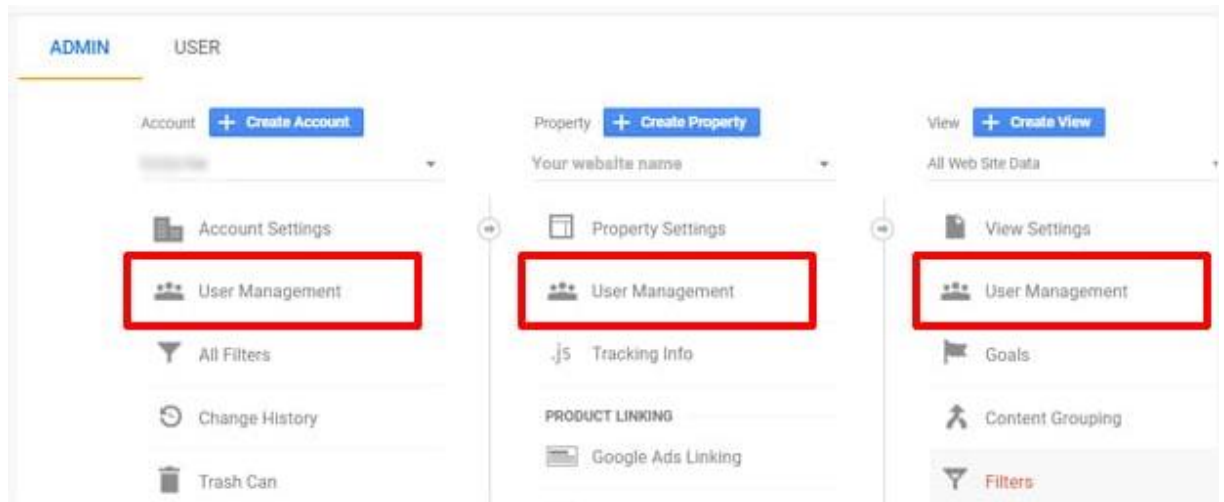 ADMIN USER
Account + Create Account
Account Settings
User Management
All Filters
Change History
Trash Can
Property + Create Property
Your website name
Property Settings
User Management
.js Tracking Info
PRODUCT LINKING
Google Ads Linking
View + Create View
All Web Site Data
View Settings
User Management
Goals
Content Grouping
Filters